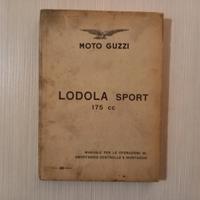 MOTO GUZZI
LODOLA SPORT
175 cc
MANUALE PER LE OPERAZIONI DI
SMONTAGGIO CONTROLLO E MONTAGGIO